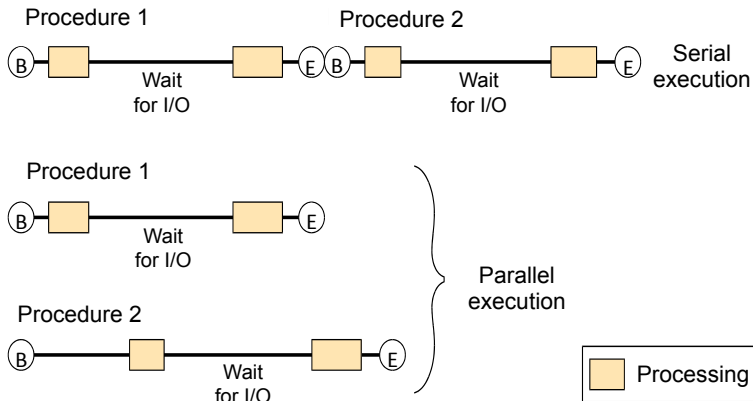 Procedure 1
Procedure 2
B
E
B
E
Serial
execution
Wait
for I/O
Wait
for I/O
Procedure 1
B
E
Wait
for I/O
Parallel
execution
Procedure 2
B
E
Wait
for I/O
Processing